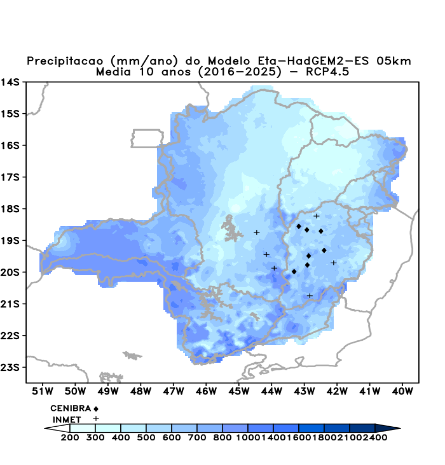 Precipitacao (mm/ano) do Modelo Eta-HadGEM2-ES 05km
Media 10 anos (2016-2025) - RCP4.5
14S
15S
16S
17S
18S
19S
20S
21S
22S
23S
51W 50W 49W 48W 47W 46W 45W 44W 43W 42W 41W 40W
CENIBRA
INMET
200 300 400 500 600 700 800 1000 1400 1600 1800 2000 2400